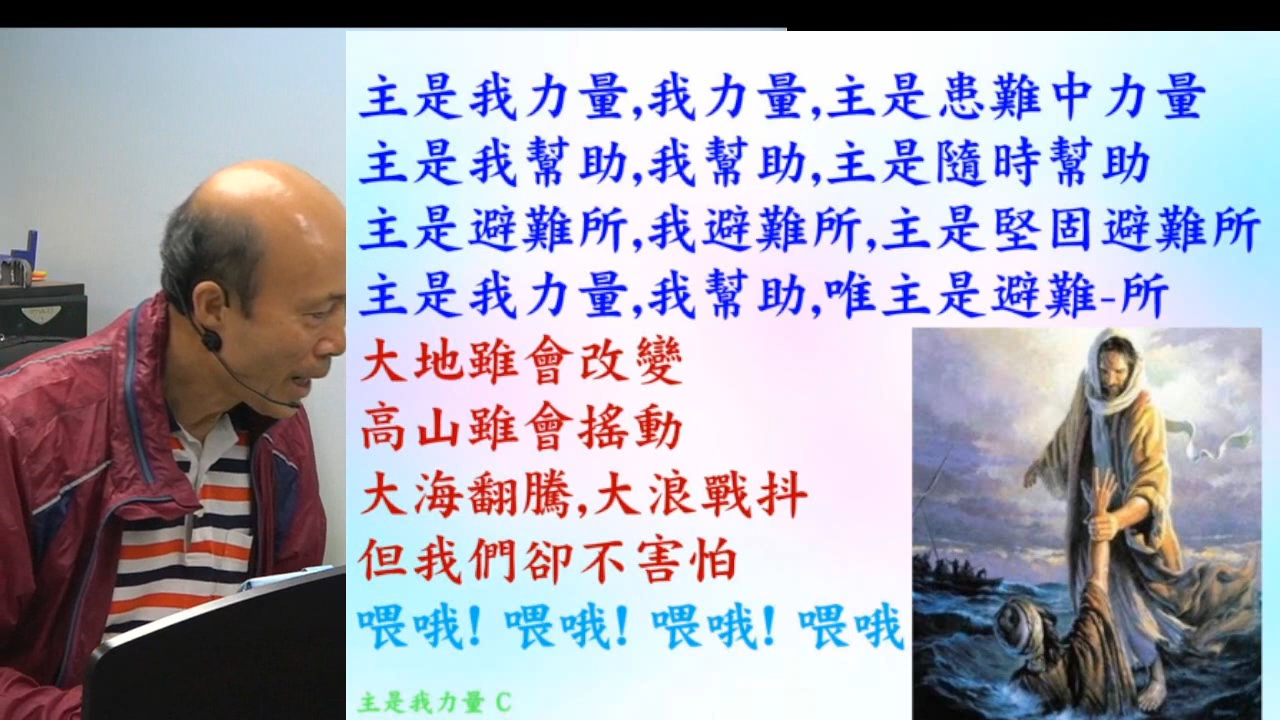 主是我力量,我力量,主是患難中力量
主是我幫助,我幫助,主是隨時幫助
主是避難所,我避難所,主是堅固避難所
主是我力量,我幫助,唯主是避難-所
大地雖會改變
高山雖會搖動
大海翻騰,大浪戰抖
但我們卻不害怕
喂哦! 喂哦! 喂哦! 喂哦
主是我力量 C